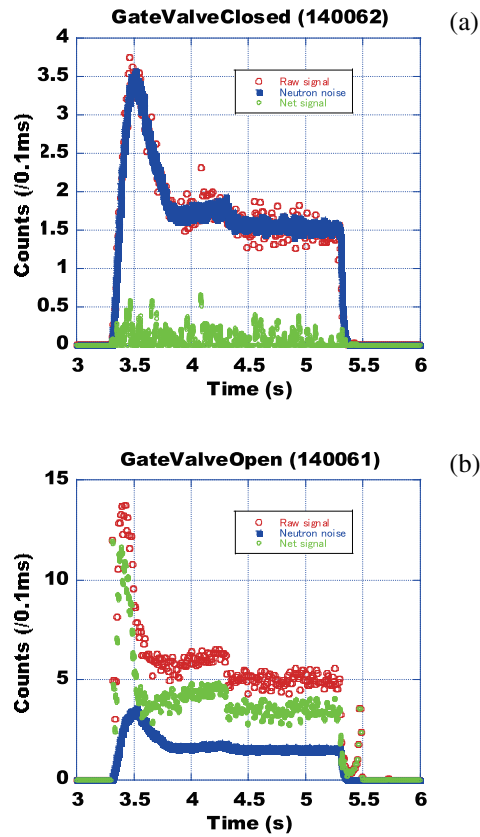 GateValveClosed (140062)
(a)
4
3.5
3
2.5
2
1.5
1
0.5
0
Counts (/0.1ms)
Raw signal
Neutron noise
Net signal
3 3.5 4 4.5 5 5.5 6
Time (s)
GateValveOpen (140061)
(b)
15
10
5
0
Counts (/0.1ms)
Raw signal
Neutron noise
Net signal
3 3.5 4 4.5 5 5.5 6
Time (s)